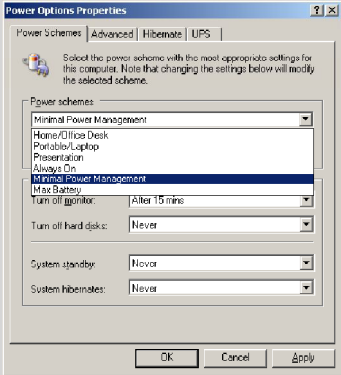 Power Options Properties
Power Schemes Advanced Hibernate UPS
Select the power scheme with the most appropriate settings for
this computer. Note that changing the settings below will modify
the selected scheme.
Power schemes
Minimal Power Management
Home/Office Desk
Portable/Laptop
Presentation
Always On
Minimal Power Management
Max Battery
Turn off monitor: After 15 mins
Turn off hard disks: Never
System standby: Never
System hibernates: Never
OK Cancel Apply